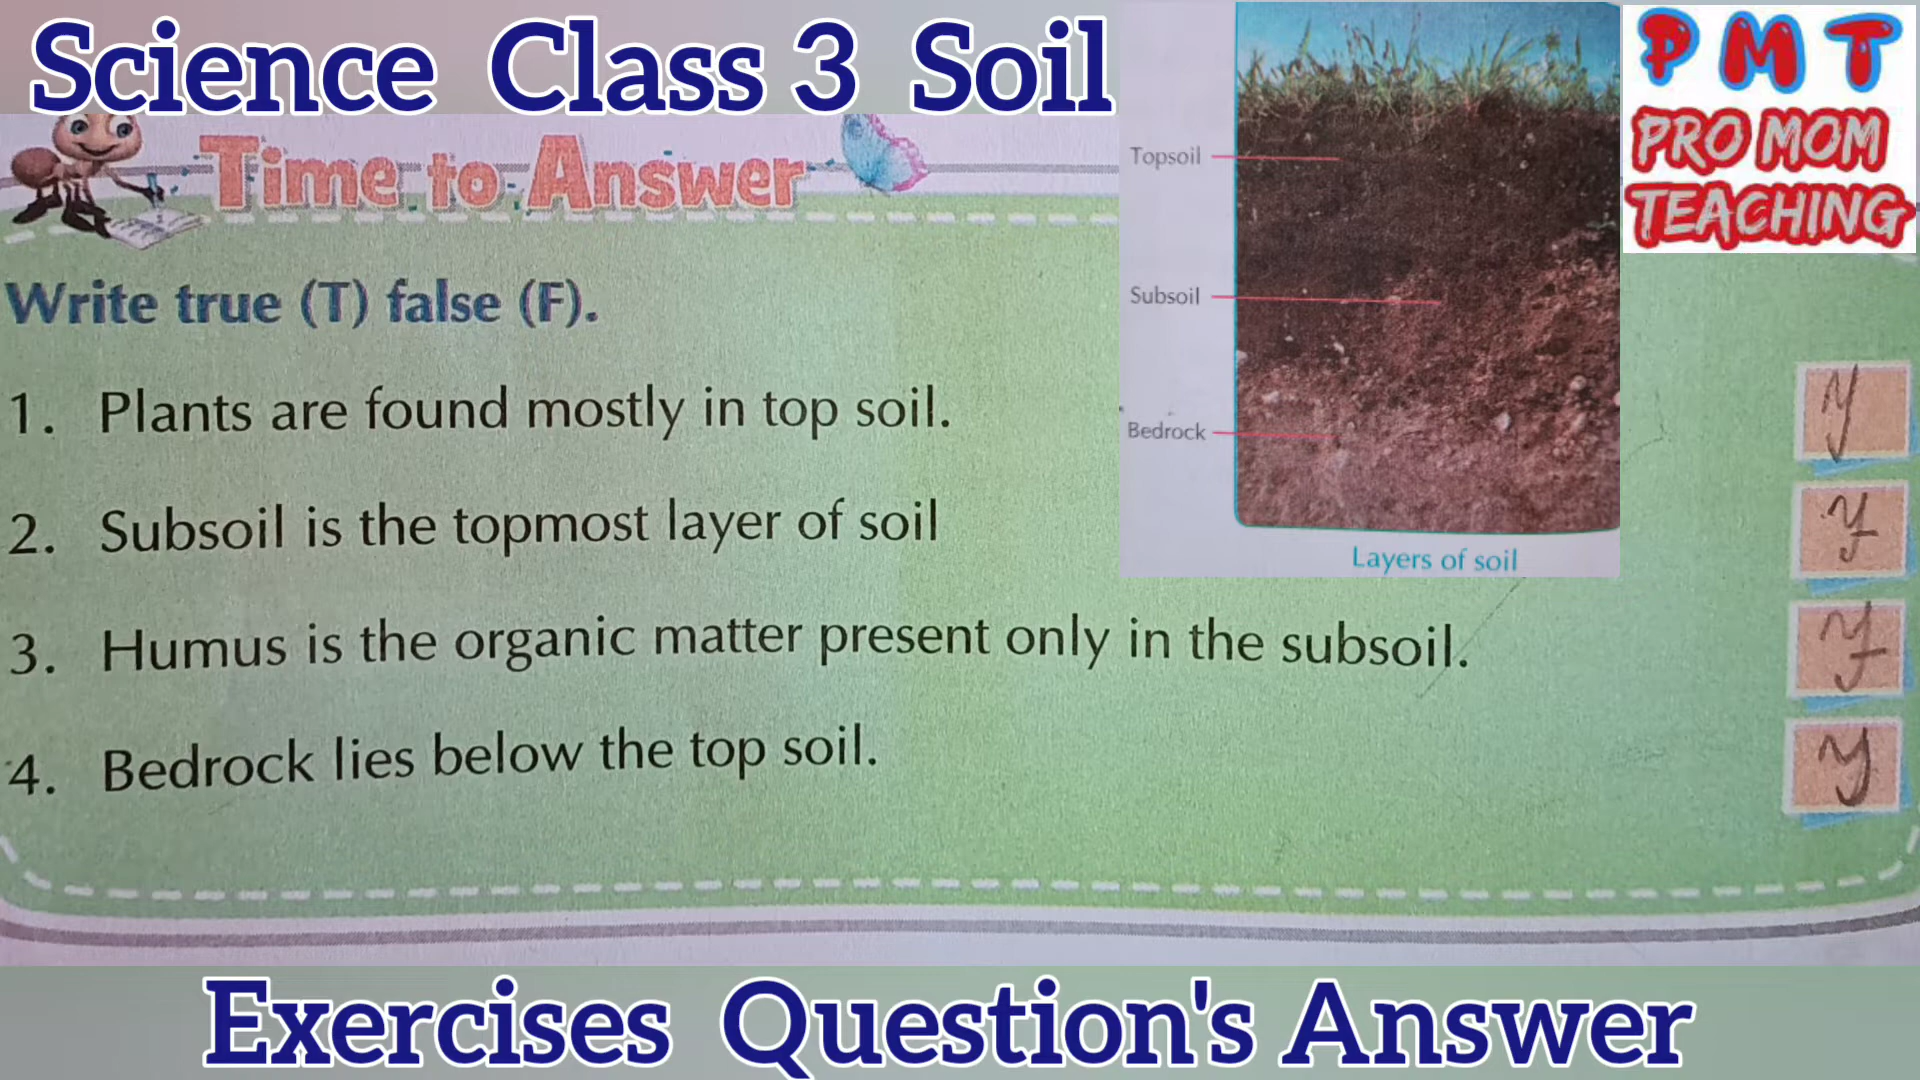 Science Class 3 Soil
PMT
PRO MOM
TEACHING
Time to Answer
Topsoil
Subsoil
Bedrock
Layers of soil
Write true (T) false (F).
1. Plants are found mostly in top soil.
2. Subsoil is the topmost layer of soil
3. Humus is the organic matter present only in the subsoil.
4. Bedrock lies below the top soil.
Exercises Question's Answer